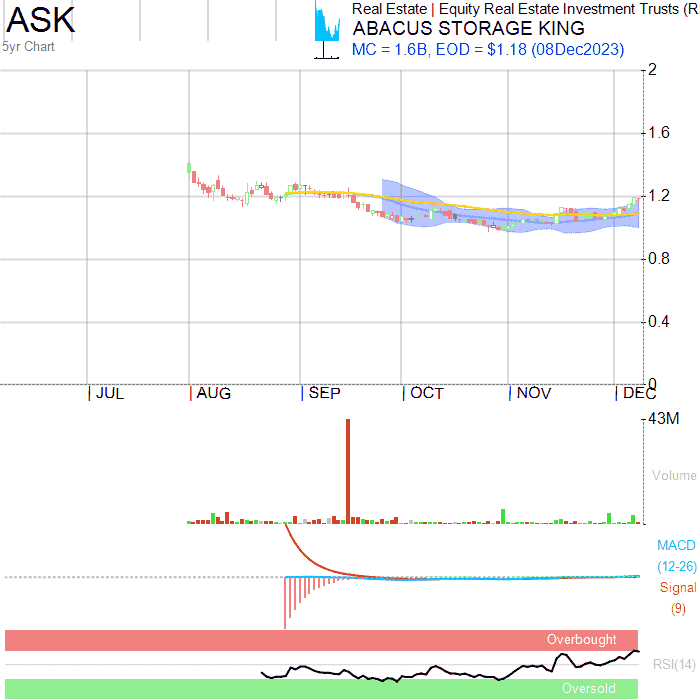 ASK
5yr Chart
Real Estate | Equity Real Estate Investment Trusts (R
ABACUS STORAGE KING
MC = 1.6B, EOD = $1.18 (08Dec2023)
2
1.6
1.2
0.8
0.4
0
JUL AUG SEP OCT NOV DEC
43M
Volume
MACD
(12-26)
Signal
(9)
Overbought
RSI(14)
Oversold